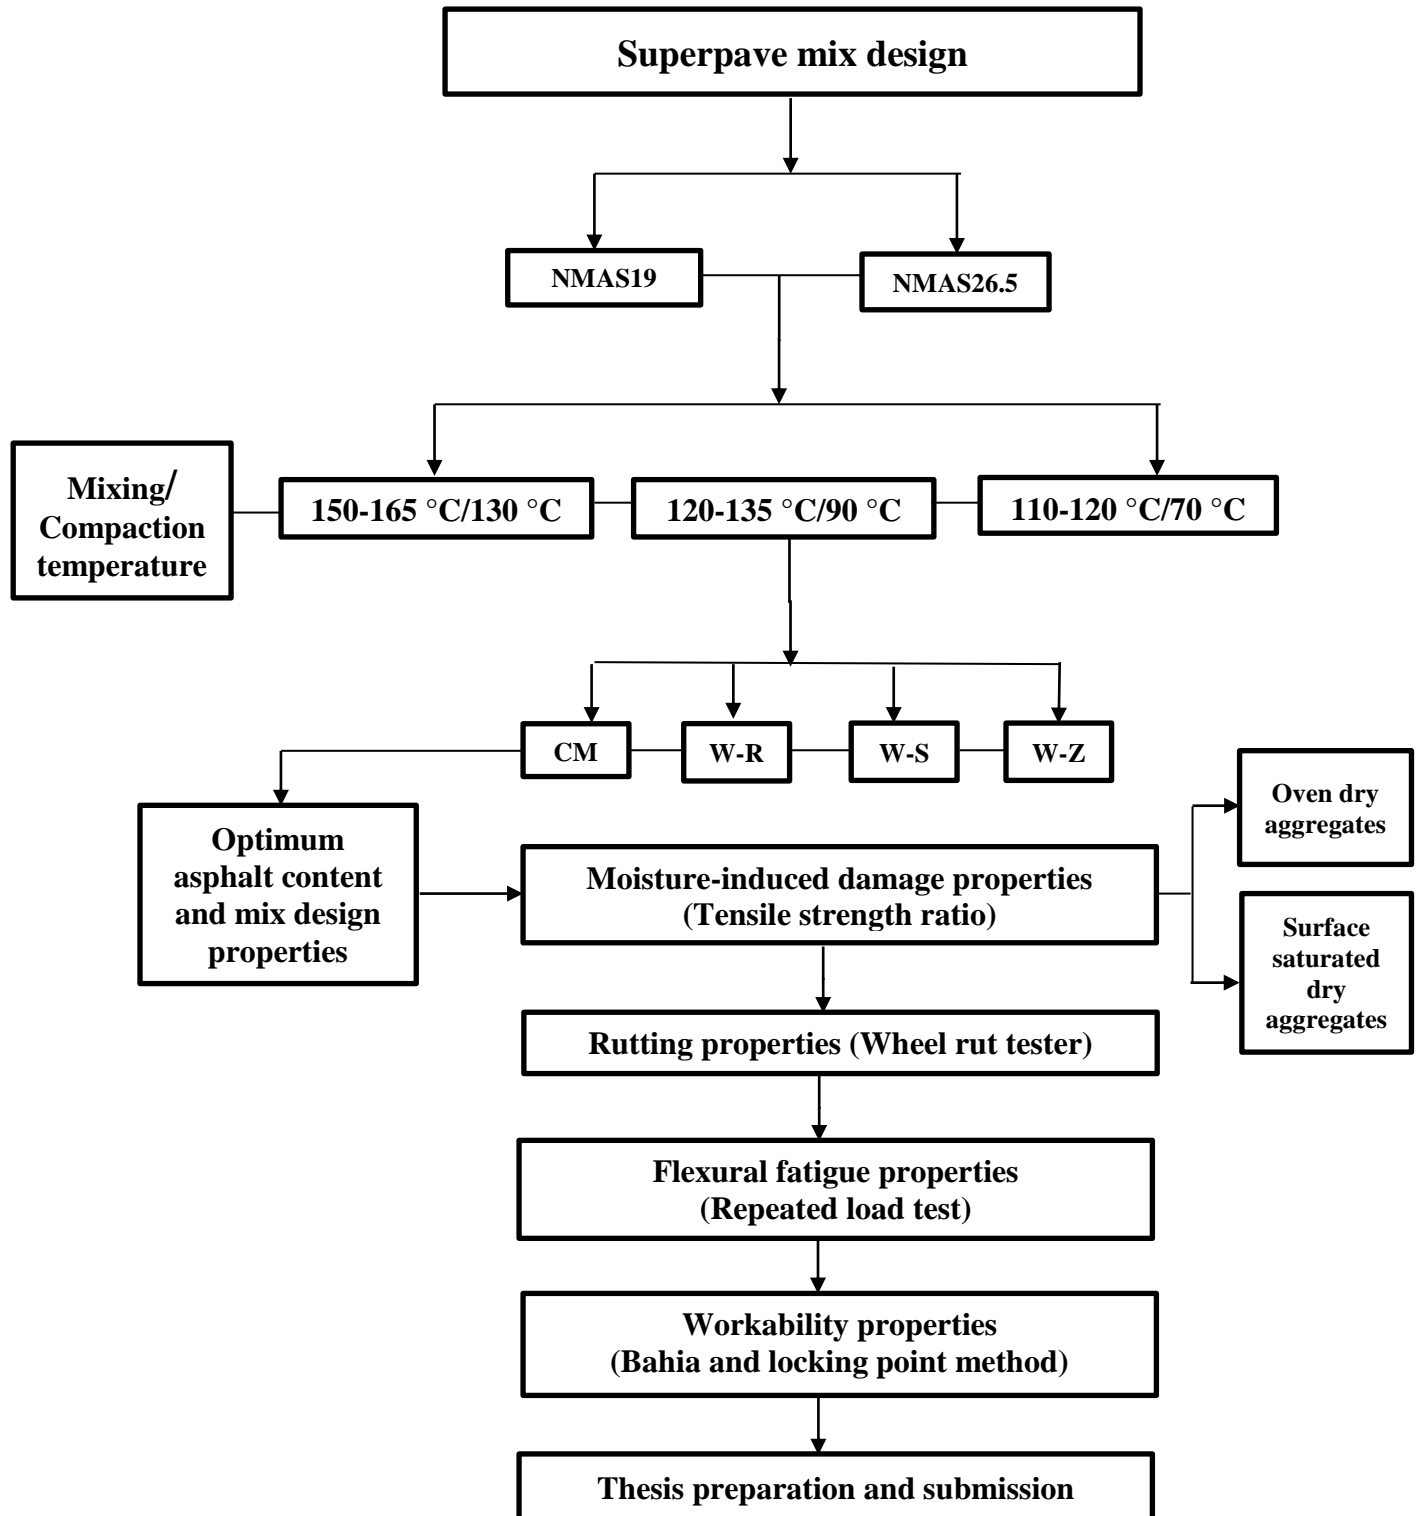 Superpave mix design
NMAS19
NMAS26.5
Mixing/
Compaction
temperature
150-165 °C/130 °C
120-135 °C/90 °C
110-120 °C/70 °C
CM
W-R
W-S
W-Z
Optimum
asphalt content
and mix design
properties
Moisture-induced damage properties
(Tensile strength ratio)
Oven dry
aggregates
Surface
saturated
dry
aggregates
Rutting properties (Wheel rut tester)
Flexural fatigue properties
(Repeated load test)
Workability properties
(Bahia and locking point method)
Thesis preparation and submission